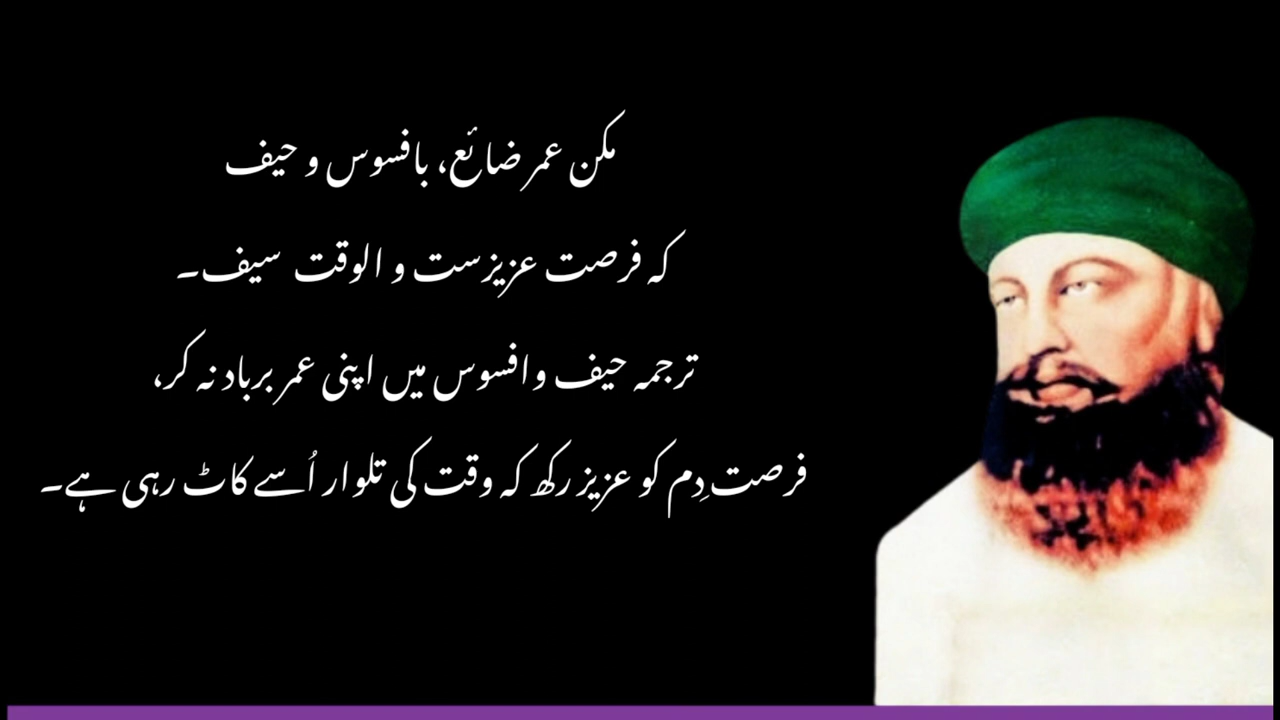 مکن عمر ضائع، بافسوس و حیف
کہ فرصت عزیزست و الوقت سیف۔
ترجمہ حیف وافسوس میں اپنی عمر برباد نہ کر،
فرصت ِدم کو عزیز رکھ کہ وقت کی تلوار اُسے کاٹ رہی ہے۔